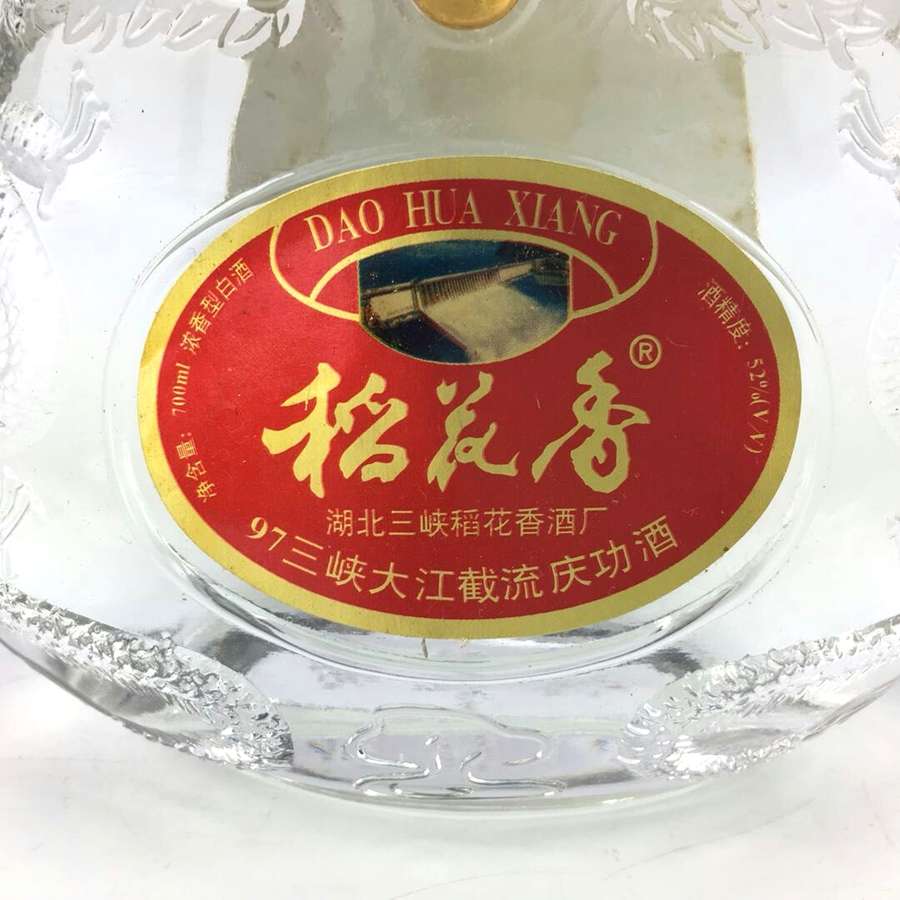 DAO HUA XIANG
净含量：700ml 浓香型白酒
酒精度：52%(V/V)
稻花香®
湖北三峡稻花香酒厂
97三峡大江截流庆功酒